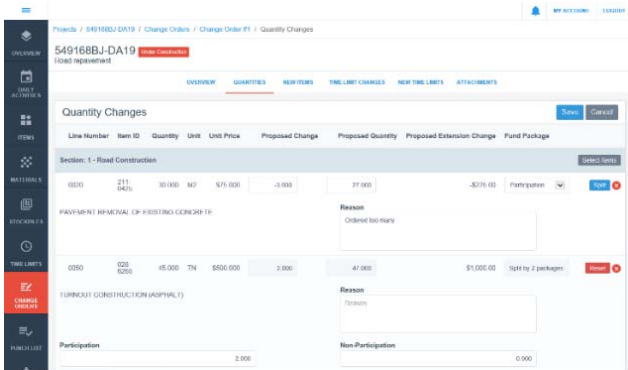 MY ACCOUNT LOGOUT
Projects / 549168BJ-DA19 / Change Orders / Change Order #1 / Quantity Changes
549168BJ-DA19 Under Construction
Road repavement
OVERVIEW QUANTITIES NEW ITEMS TIME LIMIT CHANGES NEW TIME LIMITS ATTACHMENTS
OVERVIEW
DAILY ACTIVITIES
ITEMS
MATERIALS
TIME LIMITS
CHANGE ORDERS
PUNCH LIST
Quantity Changes Save Cancel
Line Number Item ID Quantity Unit Unit Price Proposed Change Proposed Quantity Proposed Extension Change Fund Package
Section: 1 - Road Construction Select Items
0020 211-0425 30.000 M2 $75.000 -3.000 27.000 -$225.00 Participation Split
PAVEMENT REMOVAL OF EXISTING CONCRETE
Reason
Ordered too many
0050 45.000 TN $500.000 2.000 47.000 $1,000.00 Split by 2 packages Reset
TURNOUT CONSTRUCTION (ASPHALT)
Reason
Reason
Participation Non-Participation
2.000 0.000